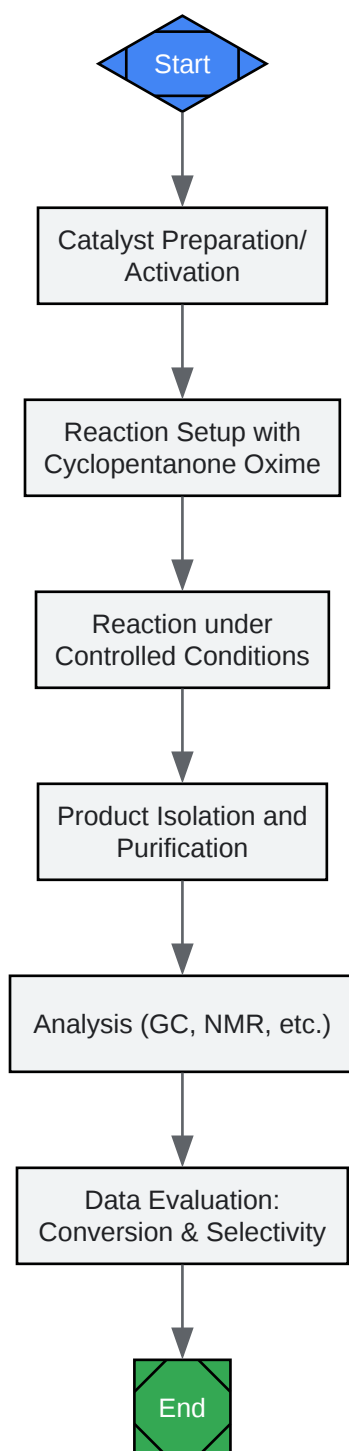 Start
Catalyst Preparation/
Activation
Reaction Setup with
Cyclopentanone Oxime
Reaction under
Controlled Conditions
Product Isolation and
Purification
Analysis (GC, NMR, etc.)
Data Evaluation:
Conversion & Selectivity
End